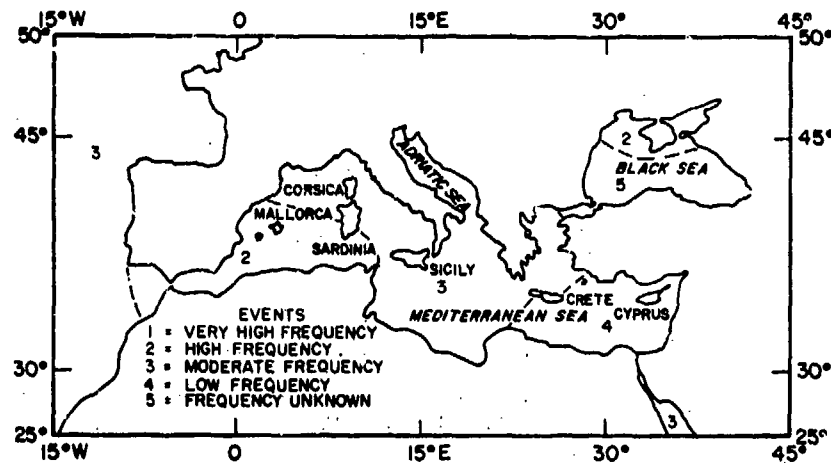 15°W 0 15°E 30° 45°
50° 50°
45° 45°
3
2
ADRIATIC SEA
BLACK SEA
5
CORSICA
MALLORCA
SARDINIA
2
SICILY
3
CRETE
CYPRUS
MEDITERRANEAN SEA
4
EVENTS
1 = VERY HIGH FREQUENCY
2 = HIGH FREQUENCY
3 = MODERATE FREQUENCY
4 = LOW FREQUENCY
5 = FREQUENCY UNKNOWN
30° 30°
3
25° 25°
15°W 0 15°E 30° 45°